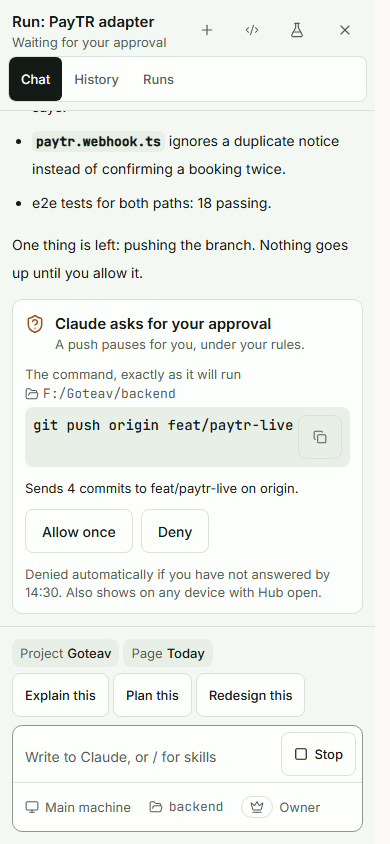 Run: PayTR adapter
Waiting for your approval
Chat
History
Runs
paytr.webhook.ts ignores a duplicate notice
instead of confirming a booking twice.
e2e tests for both paths: 18 passing.
One thing is left: pushing the branch. Nothing goes
up until you allow it.
Claude asks for your approval
A push pauses for you, under your rules.
The command, exactly as it will run
F:/Goteav/backend
git push origin feat/paytr-live
Sends 4 commits to feat/paytr-live on origin.
Allow once
Deny
Denied automatically if you have not answered by
14:30. Also shows on any device with Hub open.
Project Goteav
Page Today
Explain this
Plan this
Redesign this
Write to Claude, or / for skills
Stop
Main machine
backend
Owner